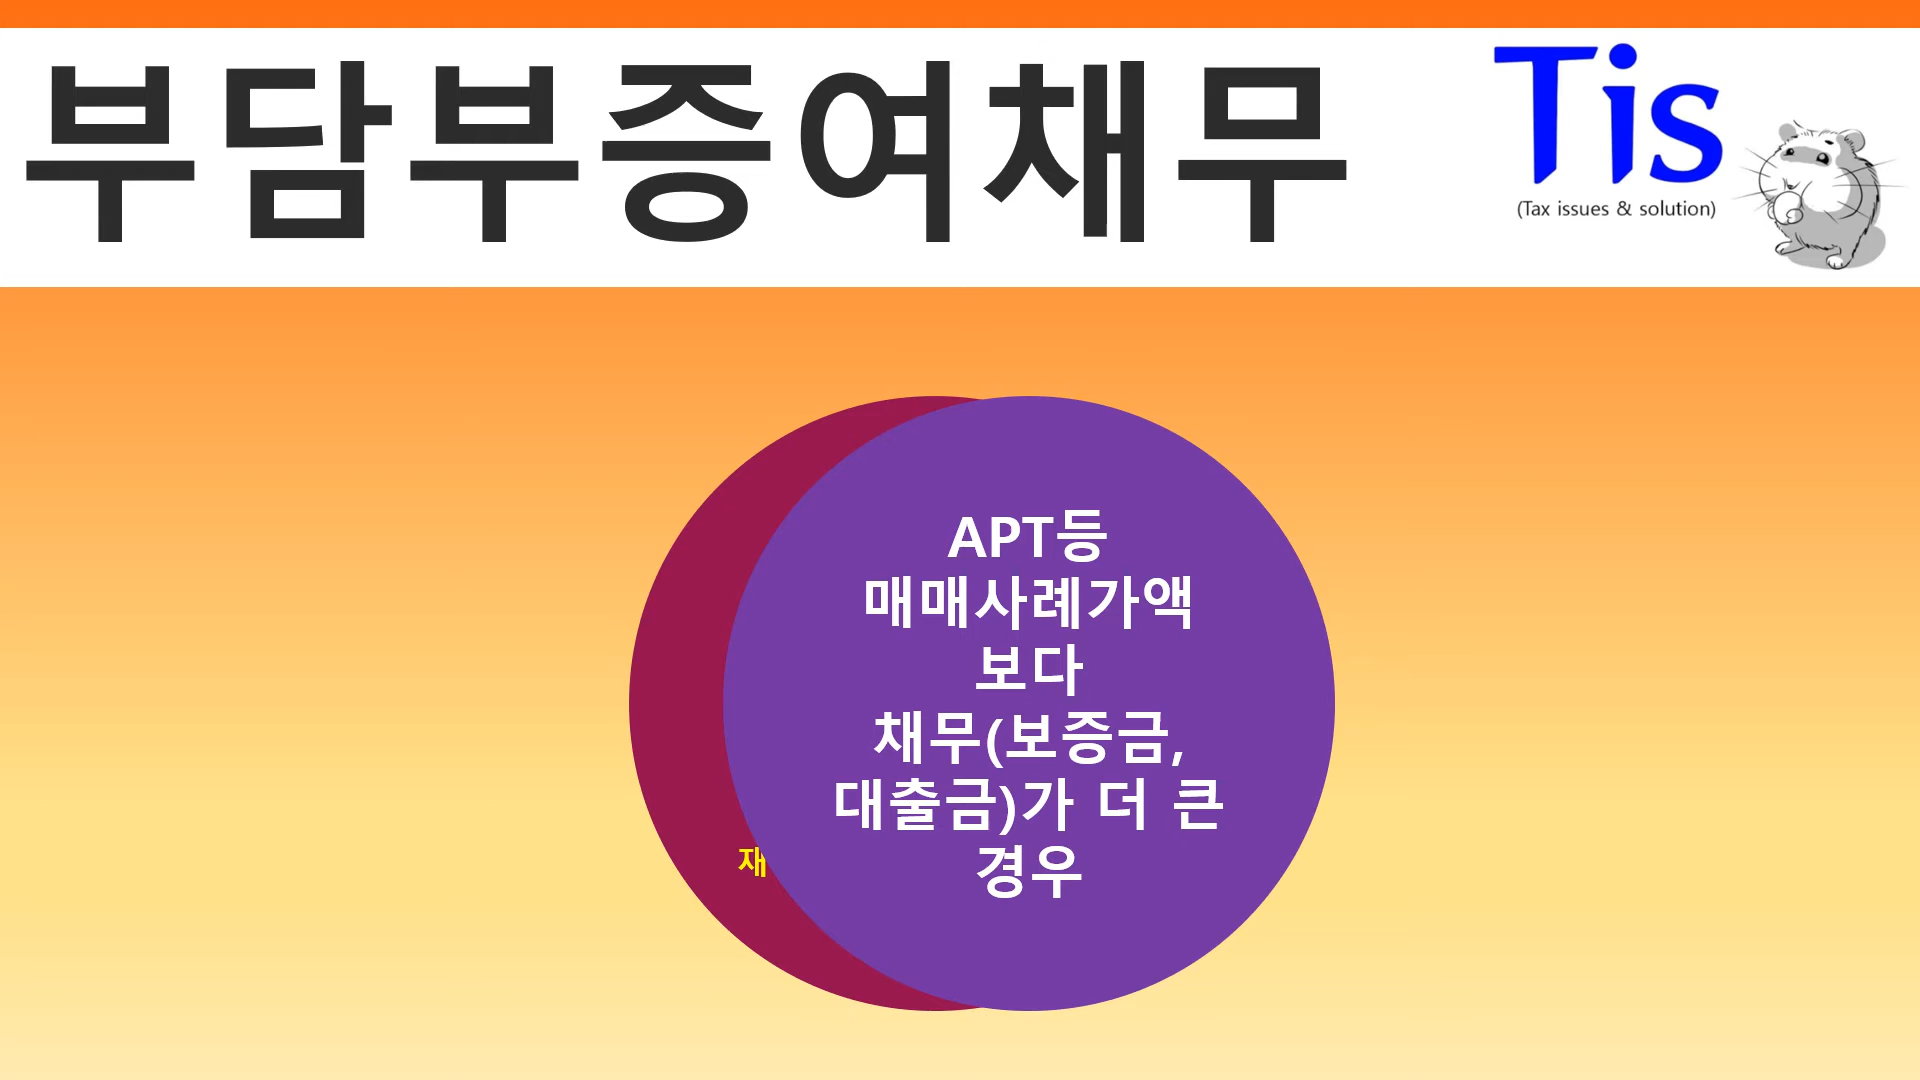 부담부증여채무
Tis
(Tax issues & solution)
APT등
매매사례가액
보다
채무(보증금,
대출금)가 더 큰
경우
재